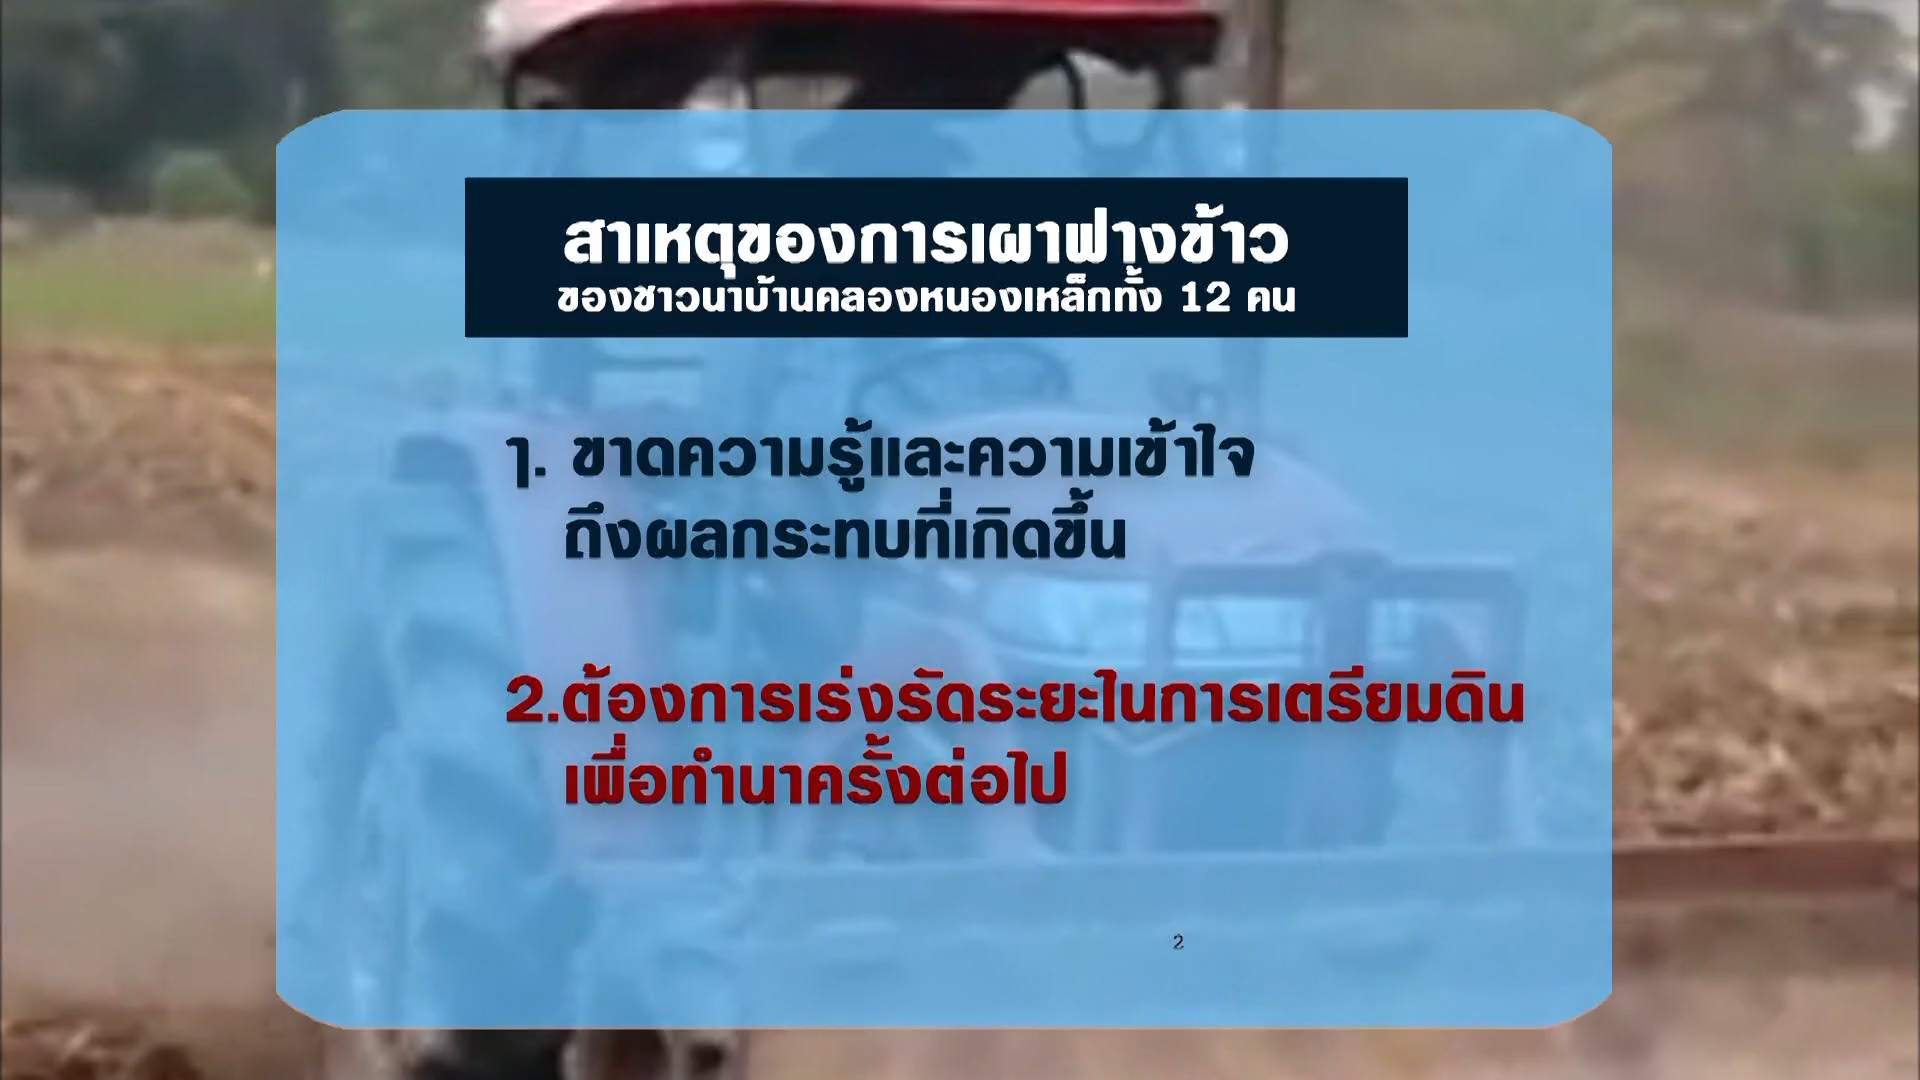 สาเหตุของการเผาฟางข้าว
ของชาวนาบ้านคลองหนองเหล็กทั้ง 12 คน
ๅ. ขาดความรู้และความเข้าใจ
ถึงผลกระทบที่เกิดขึ้น
2.ต้องการเร่งรัดระยะในการเตรียมดิน
เพื่อทำนาครั้งต่อไป
2